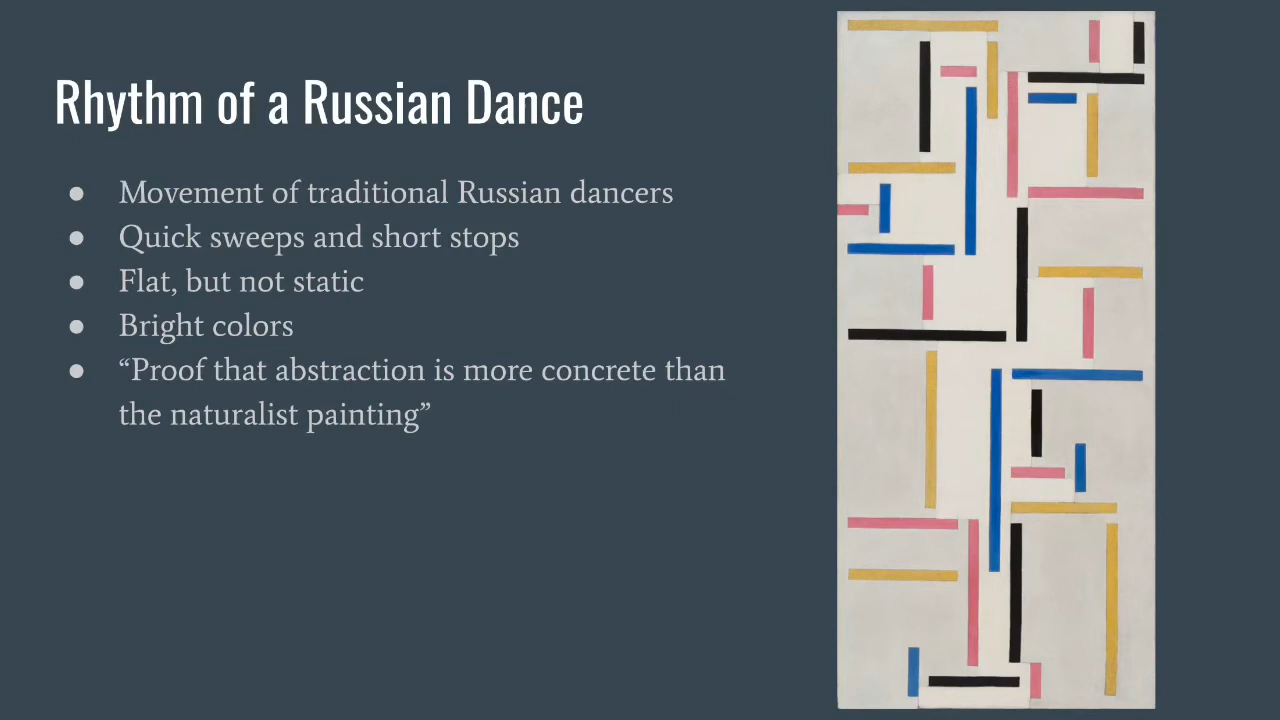 Rhythm of a Russian Dance
● Movement of traditional Russian dancers
● Quick sweeps and short stops
● Flat, but not static
● Bright colors
● “Proof that abstraction is more concrete than
the naturalist painting”